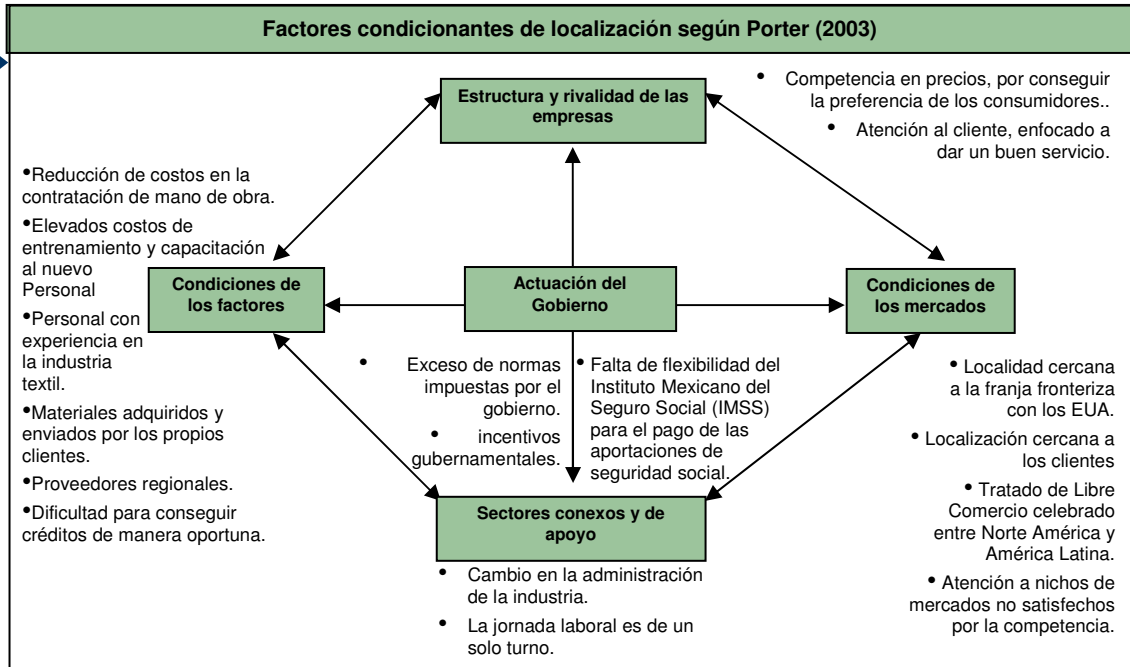 Factores condicionantes de localización según Porter (2003)
Estructura y rivalidad de las
empresas
• Competencia en precios, por conseguir
la preferencia de los consumidores..
• Atención al cliente, enfocado a
dar un buen servicio.
•Reducción de costos en la
contratación de mano de obra.
•Elevados costos de
entrenamiento y capacitación
al nuevo
Personal
•Personal con
experiencia en
la industria
textil.
•Materiales adquiridos y
enviados por los propios
clientes.
•Proveedores regionales.
•Dificultad para conseguir
créditos de manera oportuna.
Condiciones de
los factores
Actuación del
Gobierno
Condiciones de
los mercados
• Exceso de normas
impuestas por el
gobierno.
• incentivos
gubernamentales.
• Falta de flexibilidad del
Instituto Mexicano del
Seguro Social (IMSS)
para el pago de las
aportaciones de
seguridad social.
• Localidad cercana
a la franja fronteriza
con los EUA.
• Localización cercana a
los clientes
• Tratado de Libre
Comercio celebrado
entre Norte América y
América Latina.
• Atención a nichos de
mercados no satisfechos
por la competencia.
Sectores conexos y de
apoyo
• Cambio en la administración
de la industria.
• La jornada laboral es de un
solo turno.